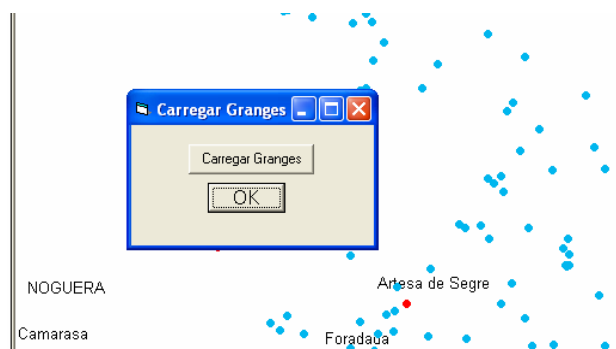 Carregar Granges
Carregar Granges
OK
NOGUERA
Artesa de Segre
Camarasa
Foradada